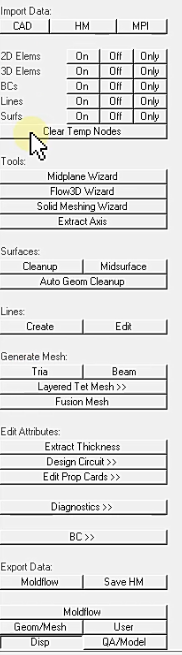 Import Data:
CAD HM MPI
2D Elems On Off Only
3D Elems On Off Only
BCs On Off Only
Lines On Off Only
Surfs On Off Only
Clear Temp Nodes
Tools:
Midplane Wizard
Flow3D Wizard
Solid Meshing Wizard
Extract Axis
Surfaces:
Cleanup Midsurface
Auto Geom Cleanup
Lines:
Create Edit
Generate Mesh:
Tria Beam
Layered Tet Mesh >>
Fusion Mesh
Edit Attributes:
Extract Thickness
Design Circuit >>
Edit Prop Cards >>
Diagnostics >>
BC >>
Export Data:
Moldflow Save HM
Moldflow
Geom/Mesh User
Disp QA/Model